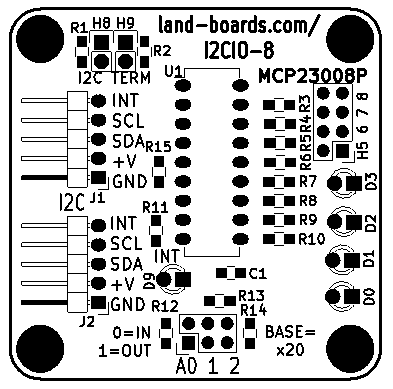 land-boards.com/
I2CIO-8
R1 H8 H9 R2
I2C TERM
U1
MCP23008P
INT
SCL
SDA
+V
GND
J1
I2C
R15
R3
R4
R5
R6
R7
R8
R9
R10
H5 6 7 8
D3
D2
D1
D0
R11
INT
D9
C1
INT
SCL
SDA
+V
GND
J2
R12
R13
R14
0=IN
1=OUT
BASE=
x20
A0 1 2